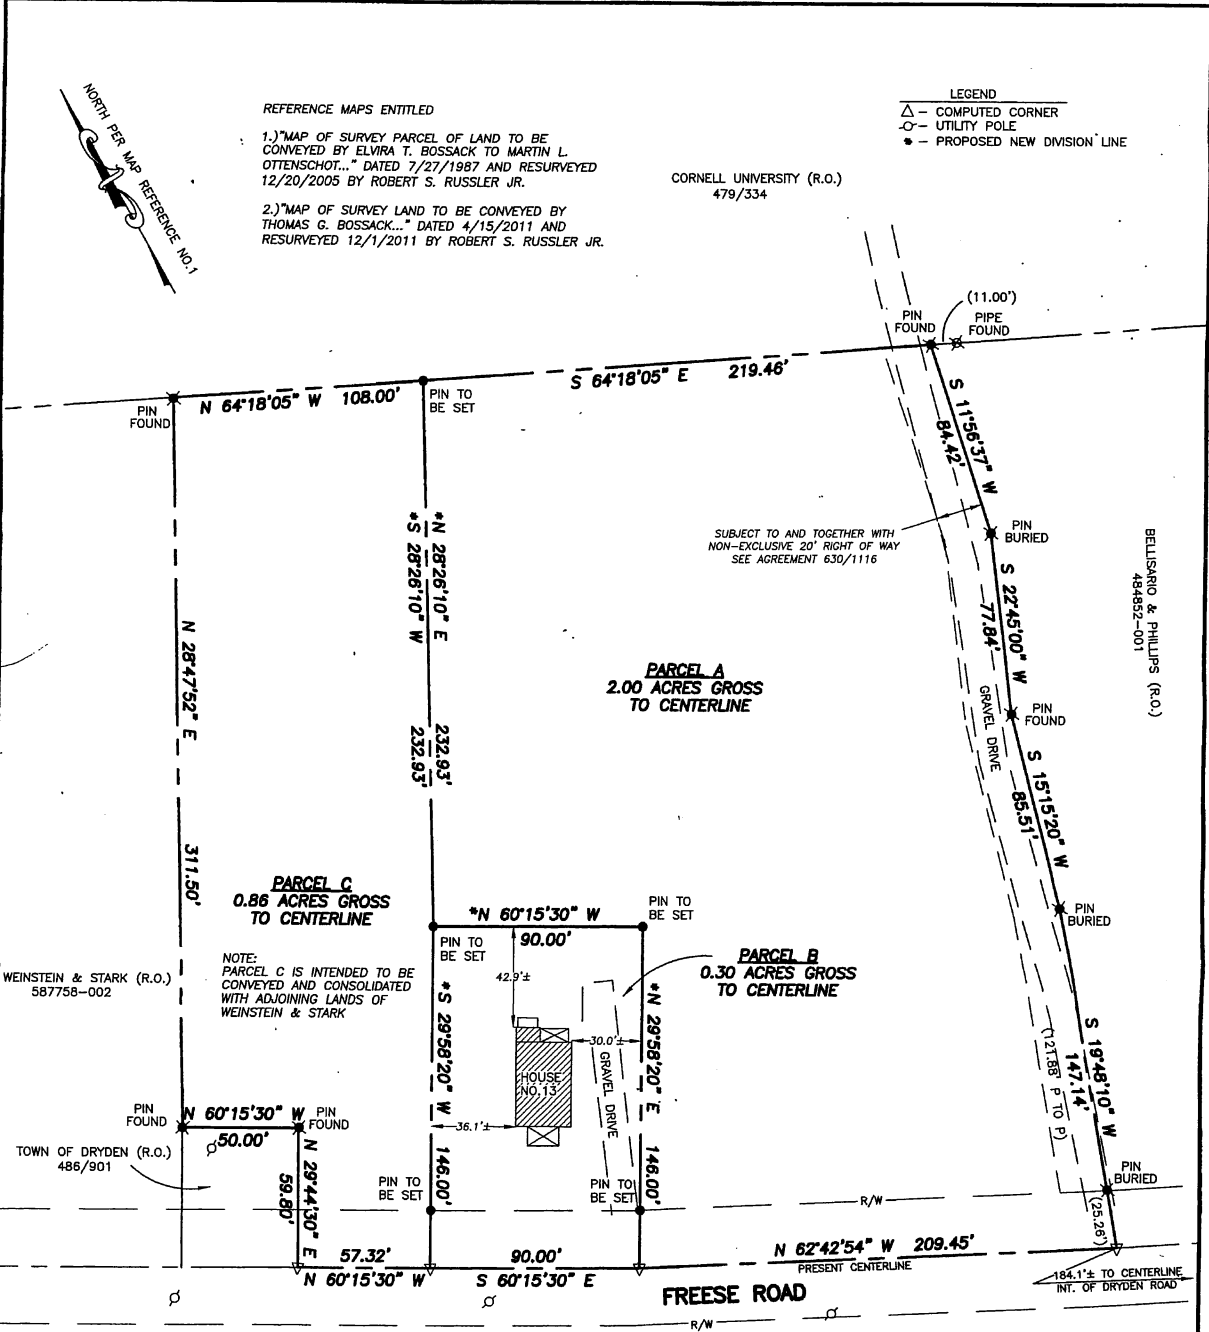 NORTH PER MAP REFERENCE NO.1
REFERENCE MAPS ENTITLED
1.)"MAP OF SURVEY PARCEL OF LAND TO BE
CONVEYED BY ELVIRA T. BOSSACK TO MARTIN L.
OTTENSCHOT..." DATED 7/27/1987 AND RESURVEYED
12/20/2005 BY ROBERT S. RUSSLER JR.
2.)"MAP OF SURVEY LAND TO BE CONVEYED BY
THOMAS G. BOSSACK..." DATED 4/15/2011 AND
RESURVEYED 12/1/2011 BY ROBERT S. RUSSLER JR.
LEGEND
△ – COMPUTED CORNER
– UTILITY POLE
* – PROPOSED NEW DIVISION LINE
CORNELL UNIVERSITY (R.O.)
479/334
(11.00')
PIN
FOUND
PIPE
FOUND
S 64°18'05" E 219.46'
N 64°18'05" W 108.00'
PIN
FOUND
PIN TO
BE SET
S 11°56'37" W
84.42'
*N 28°26'10" E
*S 28°26'10" W
232.93'
232.93'
SUBJECT TO AND TOGETHER WITH
NON-EXCLUSIVE 20' RIGHT OF WAY
SEE AGREEMENT 630/1116
PIN
BURIED
BELLISARIO & PHILLIPS (R.O.)
484852-001
S 22°45'00" W
77.84'
N 28°47'52" E
311.50'
PARCEL A
2.00 ACRES GROSS
TO CENTERLINE
GRAVEL DRIVE
PIN
FOUND
S 15°15'20" W
85.51'
PARCEL C
0.86 ACRES GROSS
TO CENTERLINE
*N 60°15'30" W
90.00'
PIN TO
BE SET
PIN TO
BE SET
PIN
BURIED
NOTE:
PARCEL C IS INTENDED TO BE
CONVEYED AND CONSOLIDATED
WITH ADJOINING LANDS OF
WEINSTEIN & STARK
WEINSTEIN & STARK (R.O.)
587758-002
PARCEL B
0.30 ACRES GROSS
TO CENTERLINE
42.9'±
*S 29°58'20" W
146.00'
*N 29°58'20" E
146.00'
30.0'±
GRAVEL DRIVE
HOUSE
NO.13
36.1'±
S 19°48'10" W
147.14'
(121.88' P TO P)
PIN
FOUND
N 60°15'30" W
50.00'
PIN
FOUND
TOWN OF DRYDEN (R.O.)
486/901
N 29°44'30" E
59.80'
PIN TO
BE SET
PIN TO
BE SET
PIN
BURIED
R/W
(25.26')
57.32'
N 60°15'30" W
90.00'
S 60°15'30" E
N 62°42'54" W 209.45'
PRESENT CENTERLINE
184.1'± TO CENTERLINE
INT. OF DRYDEN ROAD
FREESE ROAD
R/W